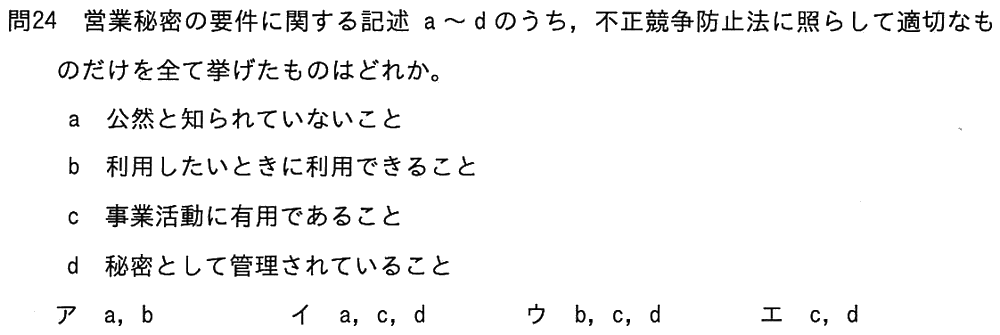 問24 営業秘密の要件に関する記述 a～d のうち，不正競争防止法に照らして適切なも
のだけを全て挙げたものはどれか。
a 公然と知られていないこと
b 利用したいときに利用できること
c 事業活動に有用であること
d 秘密として管理されていること
ア a，b イ a，c，d ウ b，c，d エ c，d